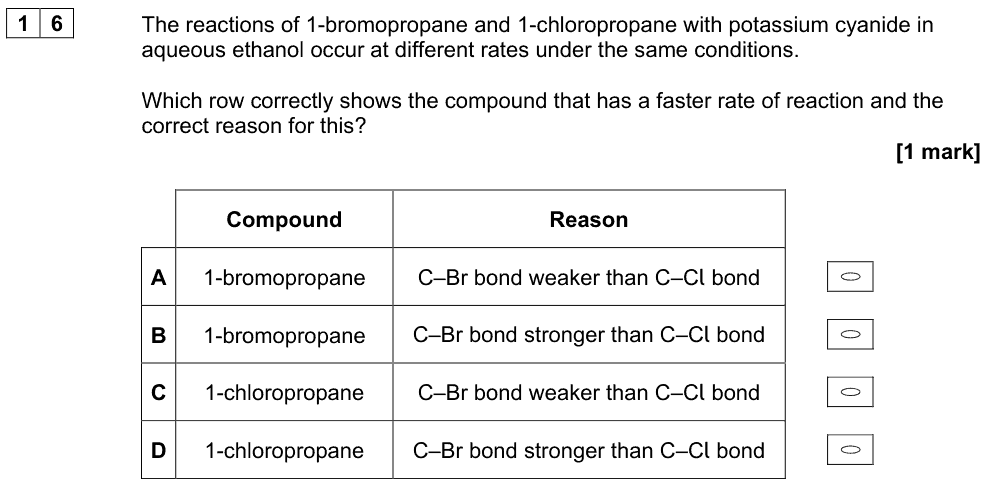 1 6
The reactions of 1-bromopropane and 1-chloropropane with potassium cyanide in
aqueous ethanol occur at different rates under the same conditions.
Which row correctly shows the compound that has a faster rate of reaction and the
correct reason for this?
[1 mark]
Compound Reason
A 1-bromopropane C–Br bond weaker than C–Cl bond
B 1-bromopropane C–Br bond stronger than C–Cl bond
C 1-chloropropane C–Br bond weaker than C–Cl bond
D 1-chloropropane C–Br bond stronger than C–Cl bond